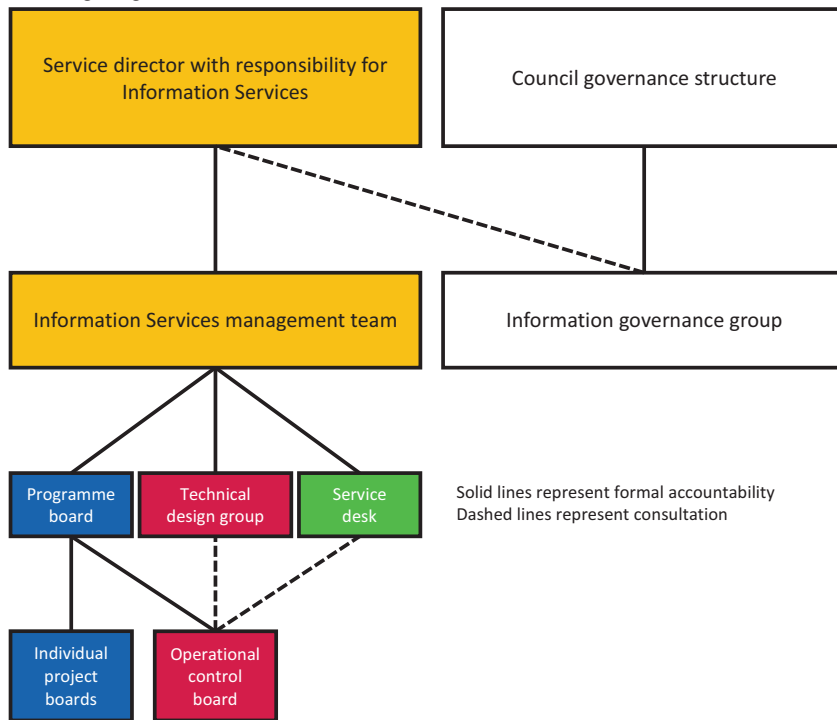 Service director with responsibility for
Information Services
Council governance structure
Information Services management team
Information governance group
Programme
board
Technical
design group
Service
desk
Solid lines represent formal accountability
Dashed lines represent consultation
Individual
project
boards
Operational
control
board